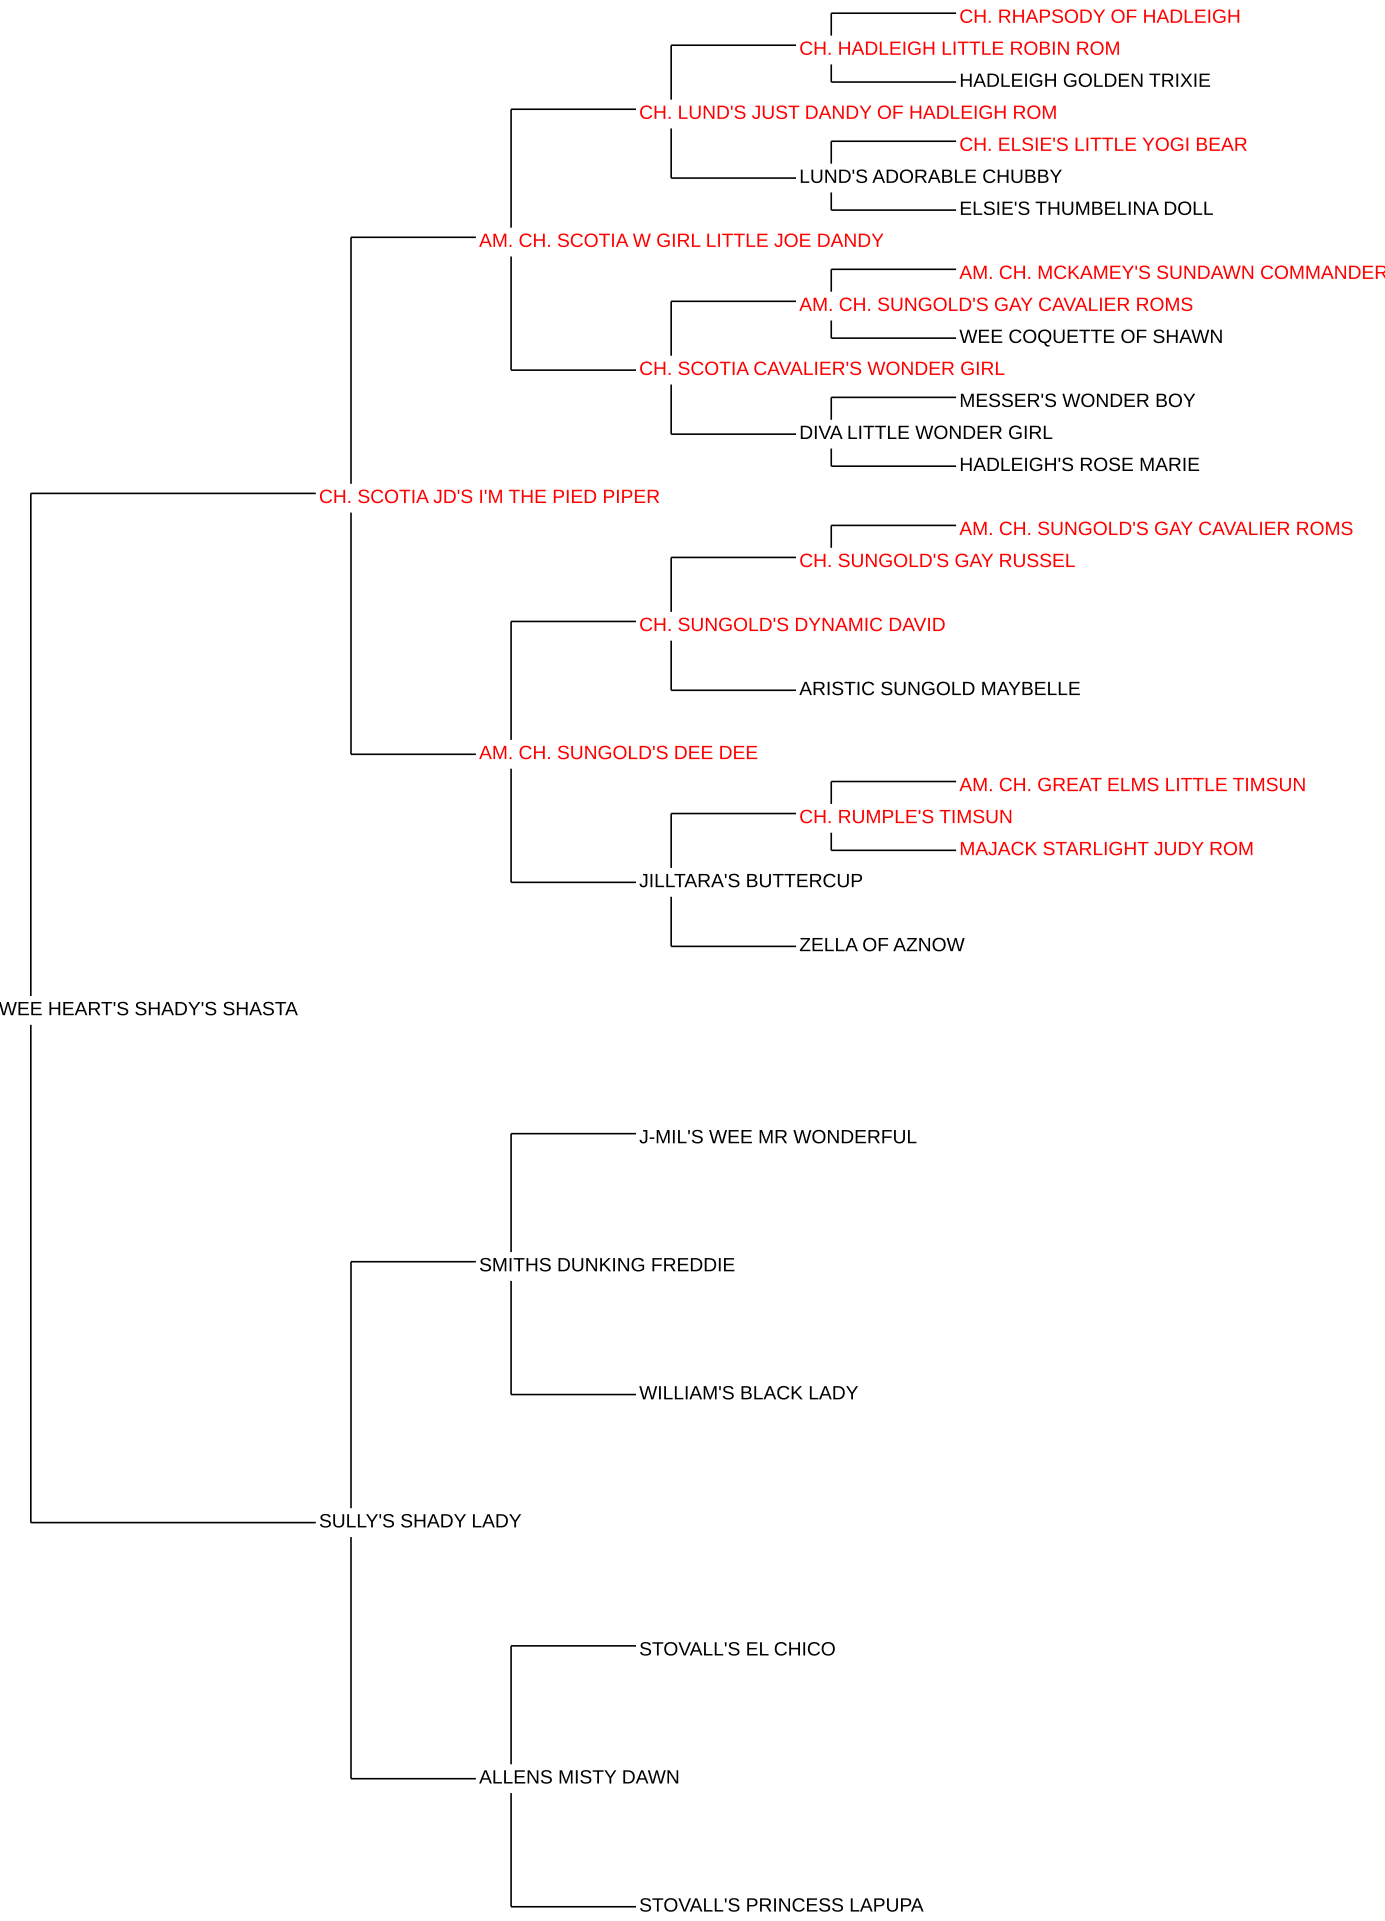 CH. RHAPSODY OF HADLEIGH
CH. HADLEIGH LITTLE ROBIN ROM
HADLEIGH GOLDEN TRIXIE
CH. LUND'S JUST DANDY OF HADLEIGH ROM
CH. ELSIE'S LITTLE YOGI BEAR
LUND'S ADORABLE CHUBBY
ELSIE'S THUMBELINA DOLL
AM. CH. SCOTIA W GIRL LITTLE JOE DANDY
AM. CH. MCKAMEY'S SUNDAWN COMMANDER
AM. CH. SUNGOLD'S GAY CAVALIER ROMS
WEE COQUETTE OF SHAWN
CH. SCOTIA CAVALIER'S WONDER GIRL
MESSER'S WONDER BOY
DIVA LITTLE WONDER GIRL
HADLEIGH'S ROSE MARIE
CH. SCOTIA JD'S I'M THE PIED PIPER
AM. CH. SUNGOLD'S GAY CAVALIER ROMS
CH. SUNGOLD'S GAY RUSSEL
CH. SUNGOLD'S DYNAMIC DAVID
ARISTIC SUNGOLD MAYBELLE
AM. CH. SUNGOLD'S DEE DEE
AM. CH. GREAT ELMS LITTLE TIMSUN
CH. RUMPLE'S TIMSUN
MAJACK STARLIGHT JUDY ROM
JILLTARA'S BUTTERCUP
ZELLA OF AZNOW
WEE HEART'S SHADY'S SHASTA
J-MIL'S WEE MR WONDERFUL
SMITHS DUNKING FREDDIE
WILLIAM'S BLACK LADY
SULLY'S SHADY LADY
STOVALL'S EL CHICO
ALLENS MISTY DAWN
STOVALL'S PRINCESS LAPUPA